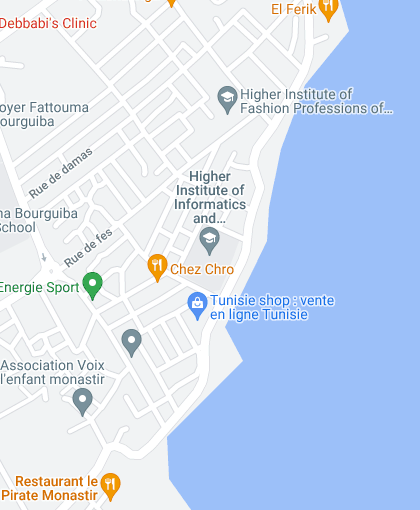 El Ferik
Debbabi's Clinic
Higher Institute of
Fashion Professions of...
oyer Fattouma
ourguiba
Rue de damas
Higher
Institute of
Informatics
and...
na Bourguiba
School
Rue de fes
Chez Chro
Energie Sport
Tunisie shop : vente
en ligne Tunisie
Association Voix
l'enfant monastir
Restaurant le
Pirate Monastir